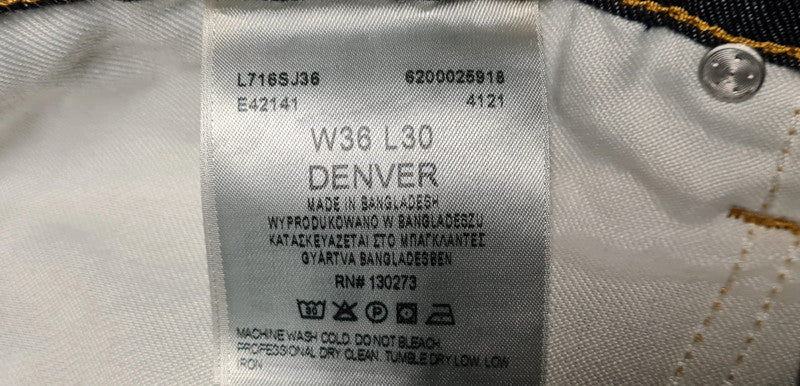 L716SJ36 6200025918
E42141 4121
W36 L30
DENVER
MADE IN BANGLADESH
WYPRODUKOWANO W BANGLADESZU
ΚΑΤΑΣΚΕΥΑΖΕΤΑΙ ΣΤΟ ΜΠΑΓΚΛΑΝΤΕΣ
GYÁRTVA BANGLADESBEN
RN# 130273
30 P
MACHINE WASH COLD. DO NOT BLEACH.
PROFESSIONAL DRY CLEAN. TUMBLE DRY LOW. LOW
IRON